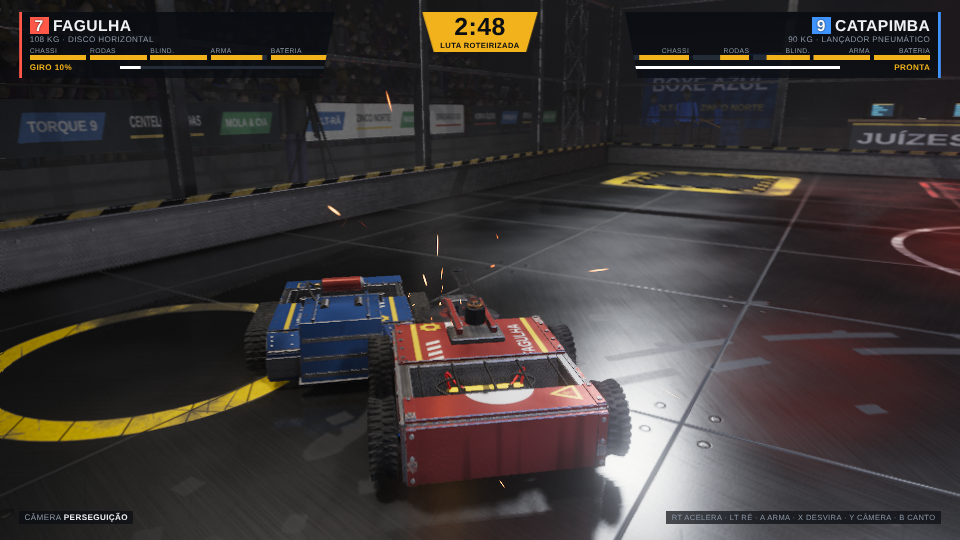 7 FAGULHA
108 KG · DISCO HORIZONTAL
CHASSI RODAS BLIND. ARMA BATERIA
GIRO 10%
2:48
LUTA ROTEIRIZADA
9 CATAPIMBA
90 KG · LANÇADOR PNEUMÁTICO
CHASSI RODAS BLIND. ARMA BATERIA
PRONTA
BOXE AZUL
TORQUE 9
MOLA & CIA
ZINCO NORTE
JUÍZES
FAGULHA
CÂMERA PERSEGUIÇÃO
RT ACELERA · LT RÉ · A ARMA · X DESVIRA · Y CÂMERA · B CANTO